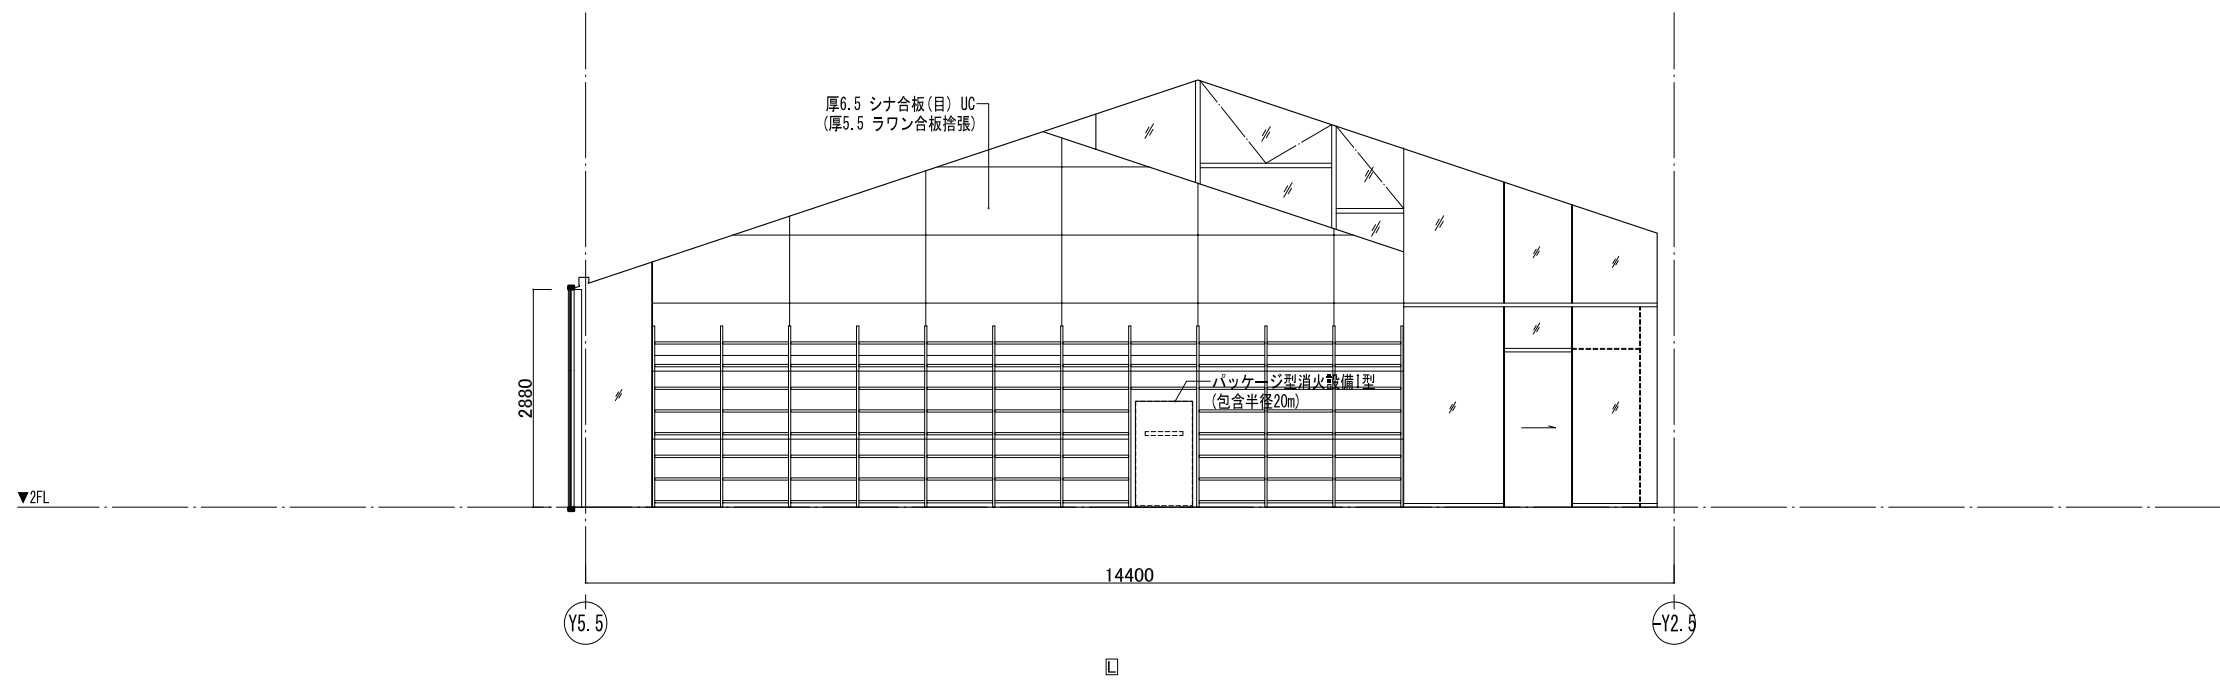 厚6.5 シナ合板(目) UC
(厚5.5 ラワン合板捨張)
2880
パッケージ型消火設備I型
(包含半径20m)
▼2FL
14400
Y5.5
-Y2.5
L